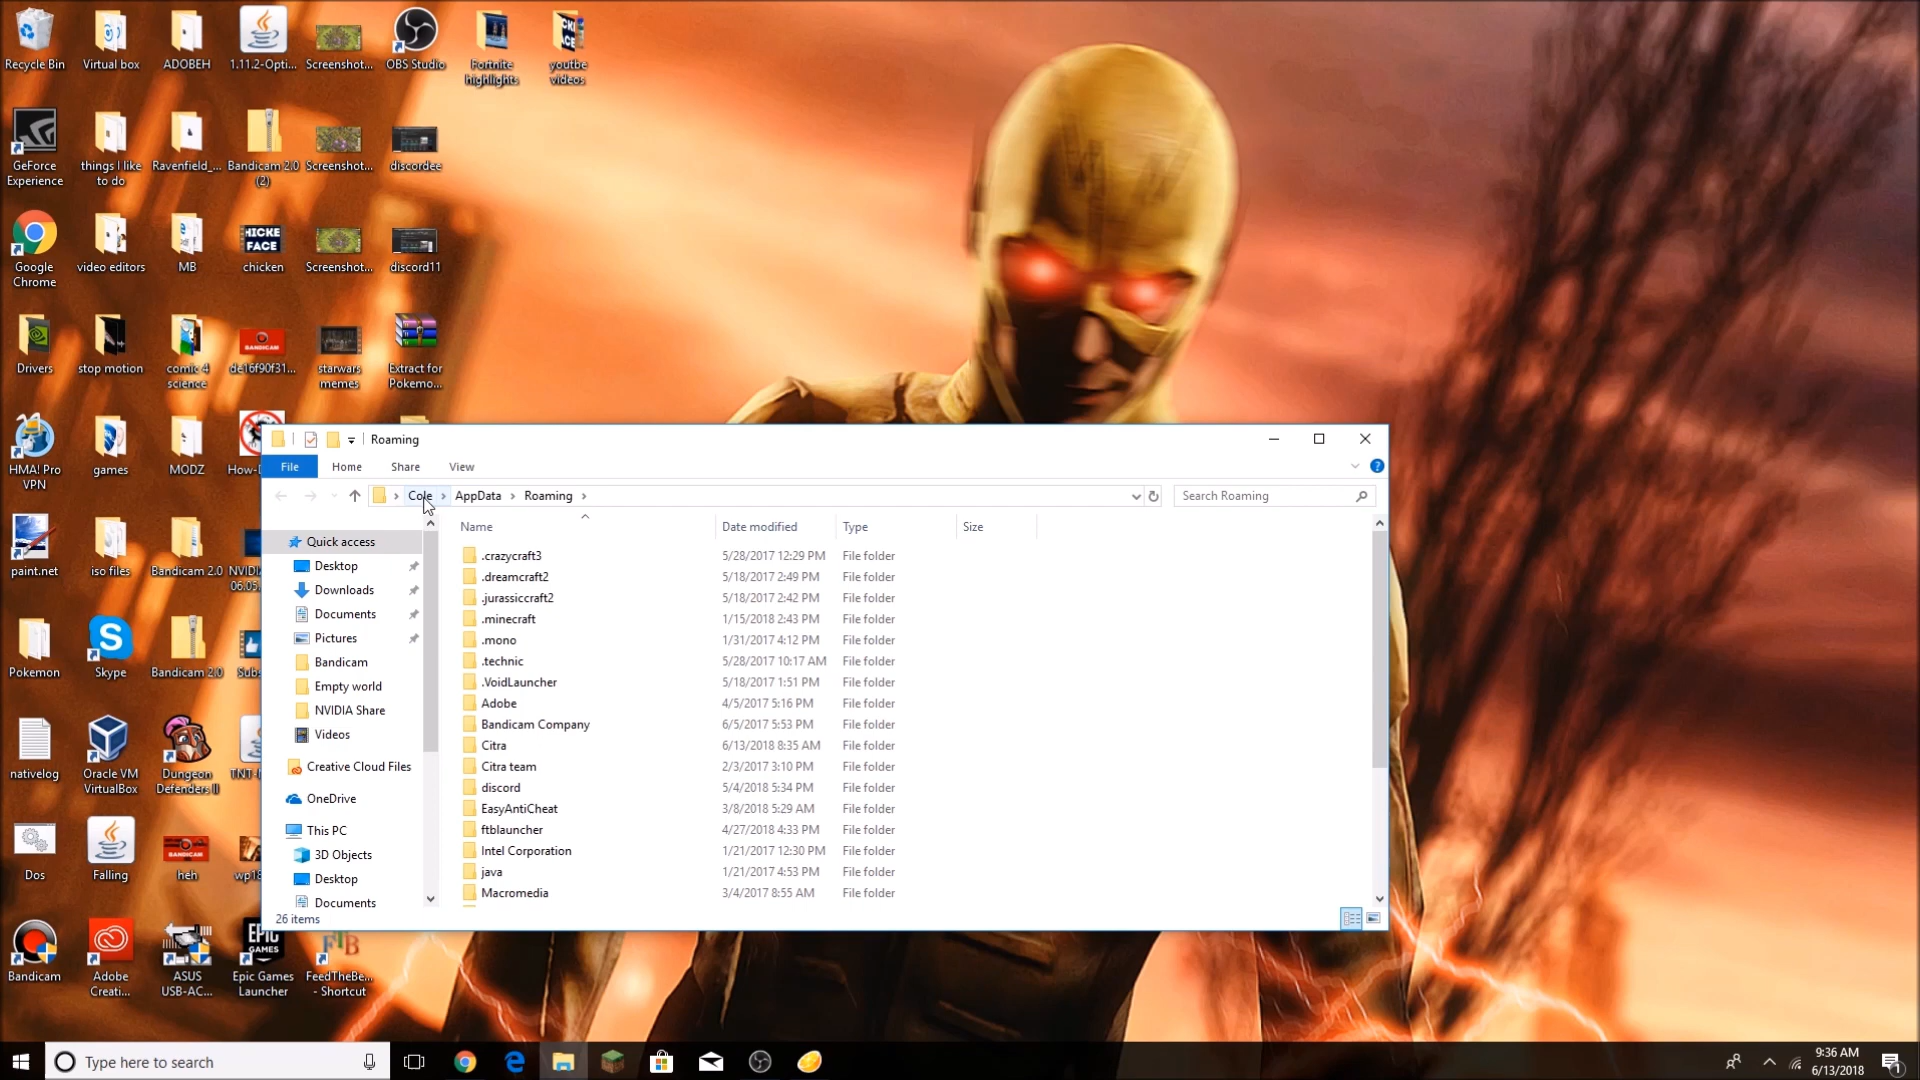 Recycle Bin
Virtual box
ADOBEH
1.11.2-Opti...
Screenshot...
OBS Studio
Fortnite highlights
youtbe videos
GeForce Experience
things I like to do
Ravenfield_...
Bandicam 2.0 (2)
Screenshot...
discordee
Google Chrome
video editors
MB
HICKE FACE
chicken
Screenshot...
discord11
Drivers
stop motion
comic 4 science
BANDICAM
de16f90f31...
starwars memes
Extract for Pokemo...
HMA! Pro VPN
games
MODZ
How-D
paint.net
iso files
Bandicam 2.0
NVIDI
06.05.
Pokemon
Skype
Bandicam 2.0
Subs
nativelog
Oracle VM VirtualBox
Dungeon Defenders II
TNT-
Dos
Falling
BANDICAM
heh
wp18
Bandicam
Adobe Creati...
ASUS USB-AC...
EPIC GAMES
Epic Games Launcher
FTB
FeedTheBe... - Shortcut
Roaming
File
Home
Share
View
Cole
AppData
Roaming
Search Roaming
Name
Date modified
Type
Size
Quick access
Desktop
Downloads
Documents
Pictures
Bandicam
Empty world
NVIDIA Share
Videos
Creative Cloud Files
OneDrive
This PC
3D Objects
Desktop
Documents
.crazycraft3 5/28/2017 12:29 PM File folder
.dreamcraft2 5/18/2017 2:49 PM File folder
.jurassiccraft2 5/18/2017 2:42 PM File folder
.minecraft 1/15/2018 2:43 PM File folder
.mono 1/31/2017 4:12 PM File folder
.technic 5/28/2017 10:17 AM File folder
.VoidLauncher 5/18/2017 1:51 PM File folder
Adobe 4/5/2017 5:16 PM File folder
Bandicam Company 6/5/2017 5:53 PM File folder
Citra 6/13/2018 8:35 AM File folder
Citra team 2/3/2017 3:10 PM File folder
discord 5/4/2018 5:34 PM File folder
EasyAntiCheat 3/8/2018 5:29 AM File folder
ftblauncher 4/27/2018 4:33 PM File folder
Intel Corporation 1/21/2017 12:30 PM File folder
java 1/21/2017 4:53 PM File folder
Macromedia 3/4/2017 8:55 AM File folder
26 items
Type here to search
9:36 AM
6/13/2018
1